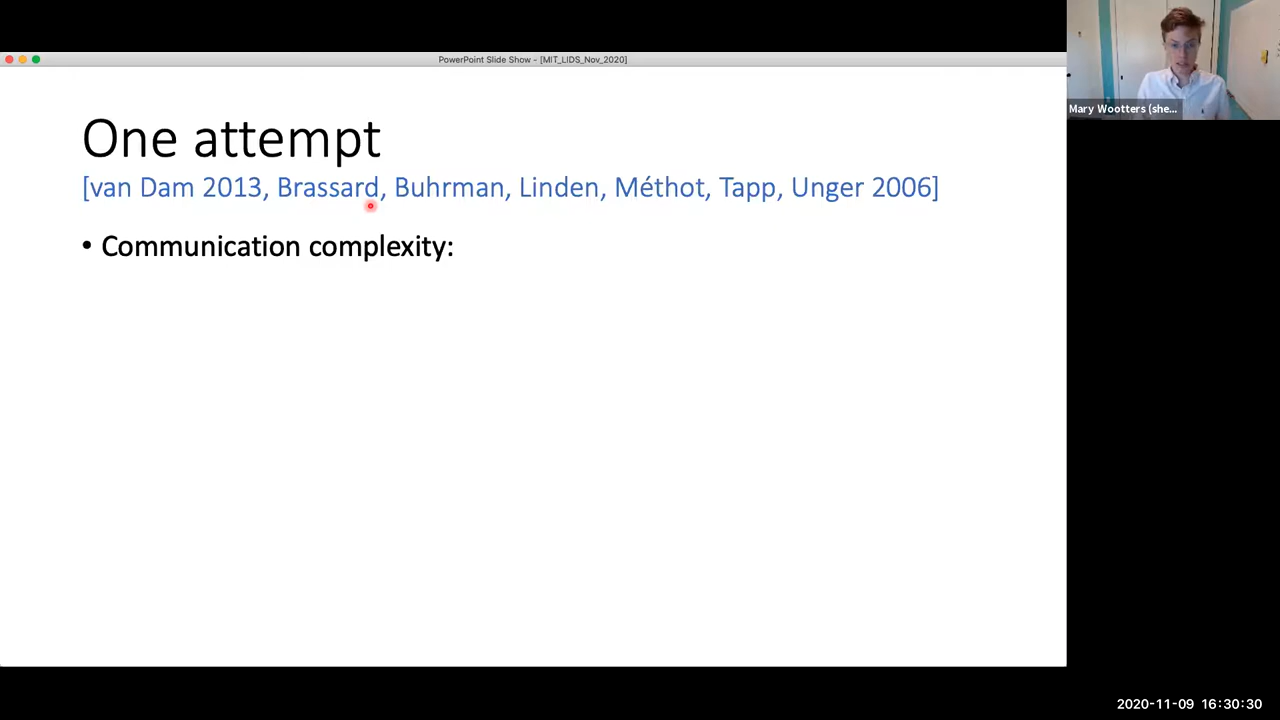 PowerPoint Slide Show - [MIT_LIDS_Nov_2020]
Mary Wootters (she...
One attempt
[van Dam 2013, Brassard, Buhrman, Linden, Méthot, Tapp, Unger 2006]
• Communication complexity:
2020-11-09 16:30:30